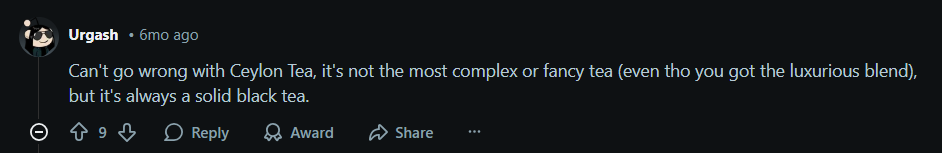 Urgash • 6mo ago
Can't go wrong with Ceylon Tea, it's not the most complex or fancy tea (even tho you got the luxurious blend),
but it's always a solid black tea.
9 Reply Award Share ...